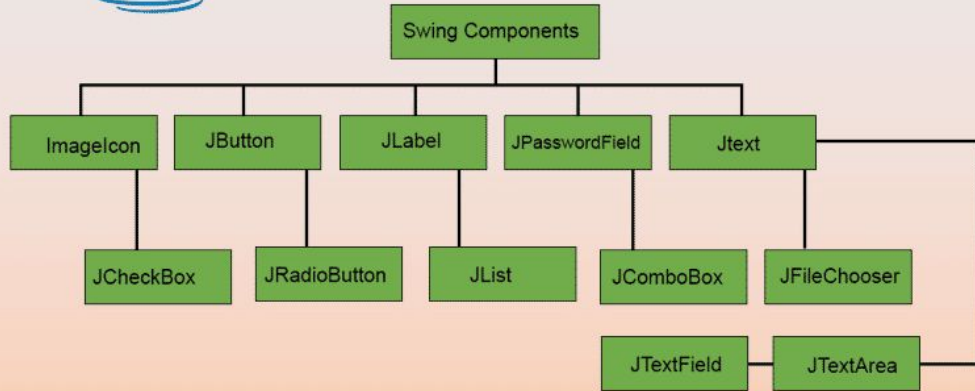 Swing Components
ImageIcon
JButton
JLabel
JPasswordField
Jtext
JCheckBox
JRadioButton
JList
JComboBox
JFileChooser
JTextField
JTextArea